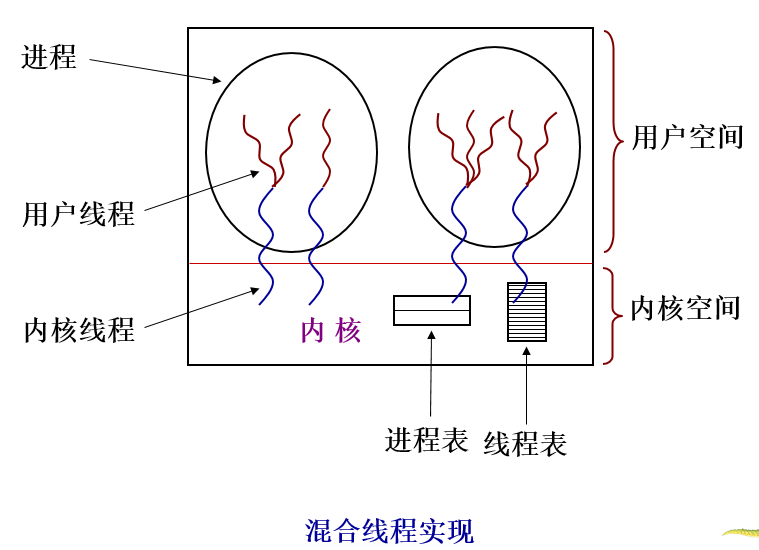 进程
用户空间
用户线程
内核空间
内核线程
内 核
进程表
线程表
混合线程实现